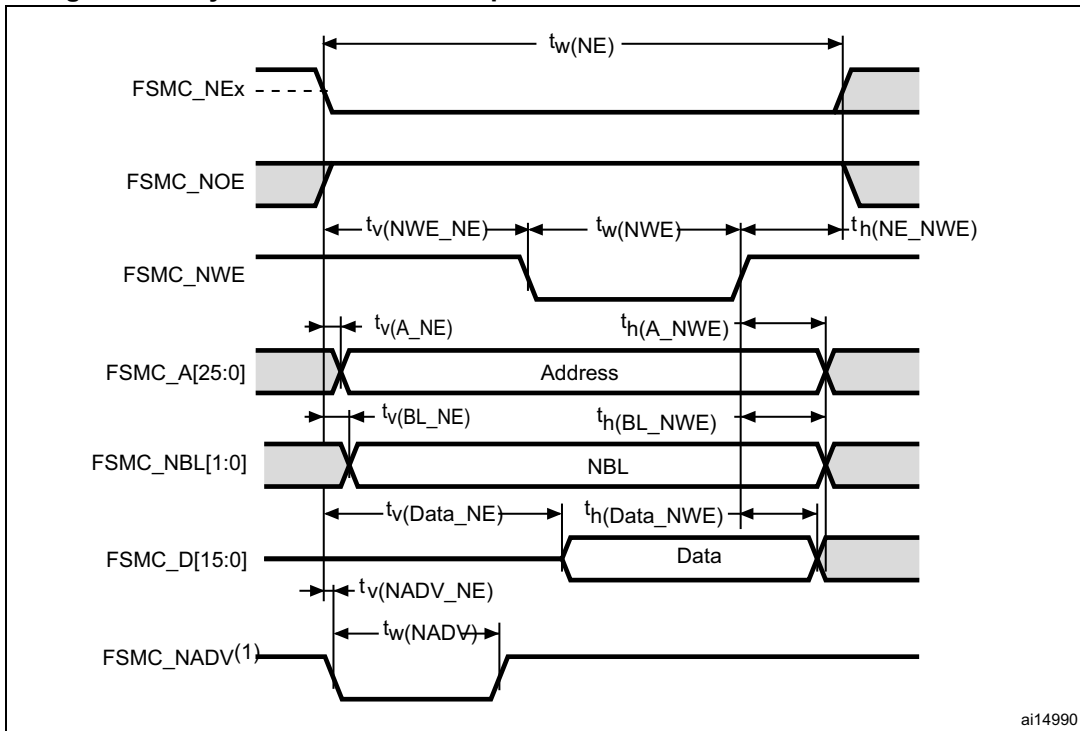 tw(NE)
FSMC_NEx
FSMC_NOE
tv(NWE_NE)
tw(NWE)
th(NE_NWE)
FSMC_NWE
tv(A_NE)
th(A_NWE)
FSMC_A[25:0]
Address
tv(BL_NE)
th(BL_NWE)
FSMC_NBL[1:0]
NBL
tv(Data_NE)
th(Data_NWE)
FSMC_D[15:0]
Data
tv(NADV_NE)
tw(NADV)
FSMC_NADV(1)
ai14990